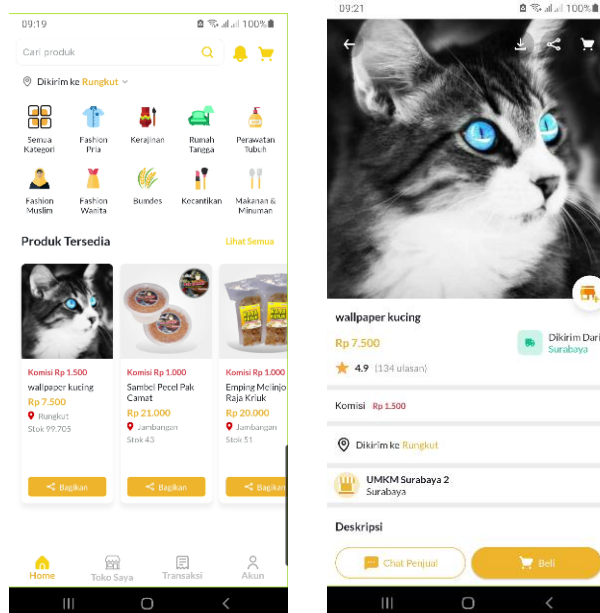 09:19
100%
Cari produk
Dikirim ke Rungkut
Semua Kategori
Fashion Pria
Kerajinan
Rumah Tangga
Perawatan Tubuh
Fashion Muslim
Fashion Wanita
Bumdes
Kecantikan
Makanan & Minuman
Produk Tersedia
Lihat Semua
Komisi Rp 1.500
wallpaper kucing
Rp 7.500
Rungkut
Stok 99.705
Bagikan
Komisi Rp 1.000
Sambel Pecel Pak
Camat
Rp 21.000
Jambangan
Stok 43
Bagikan
Komisi Rp 1.000
Emping Melinjo
Raja Kriuk
Rp 20.000
Jambangan
Stok 51
Bagikan
Home
Toko Saya
Transaksi
Akun
09:21
100%
wallpaper kucing
Rp 7.500
4.9 (134 ulasan)
Dikirim Dari
Surabaya
Komisi Rp 1.500
Dikirim ke Rungkut
UMKM Surabaya 2
Surabaya
Deskripsi
Chat Penjual
Beli